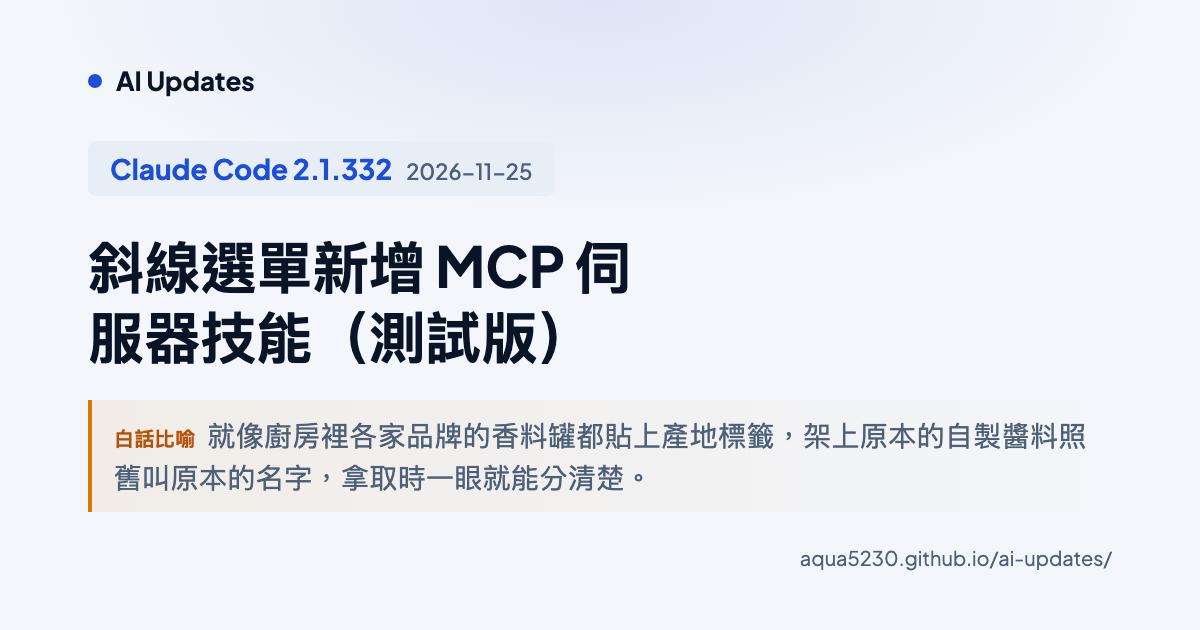 AI Updates
Claude Code 2.1.332 2026-11-25
斜線選單新增 MCP 伺
服器技能（測試版）
白話比喻 就像廚房裡各家品牌的香料罐都貼上產地標籤，架上原本的自製醬料照
舊叫原本的名字，拿取時一眼就能分清楚。
aqua5230.github.io/ai-updates/